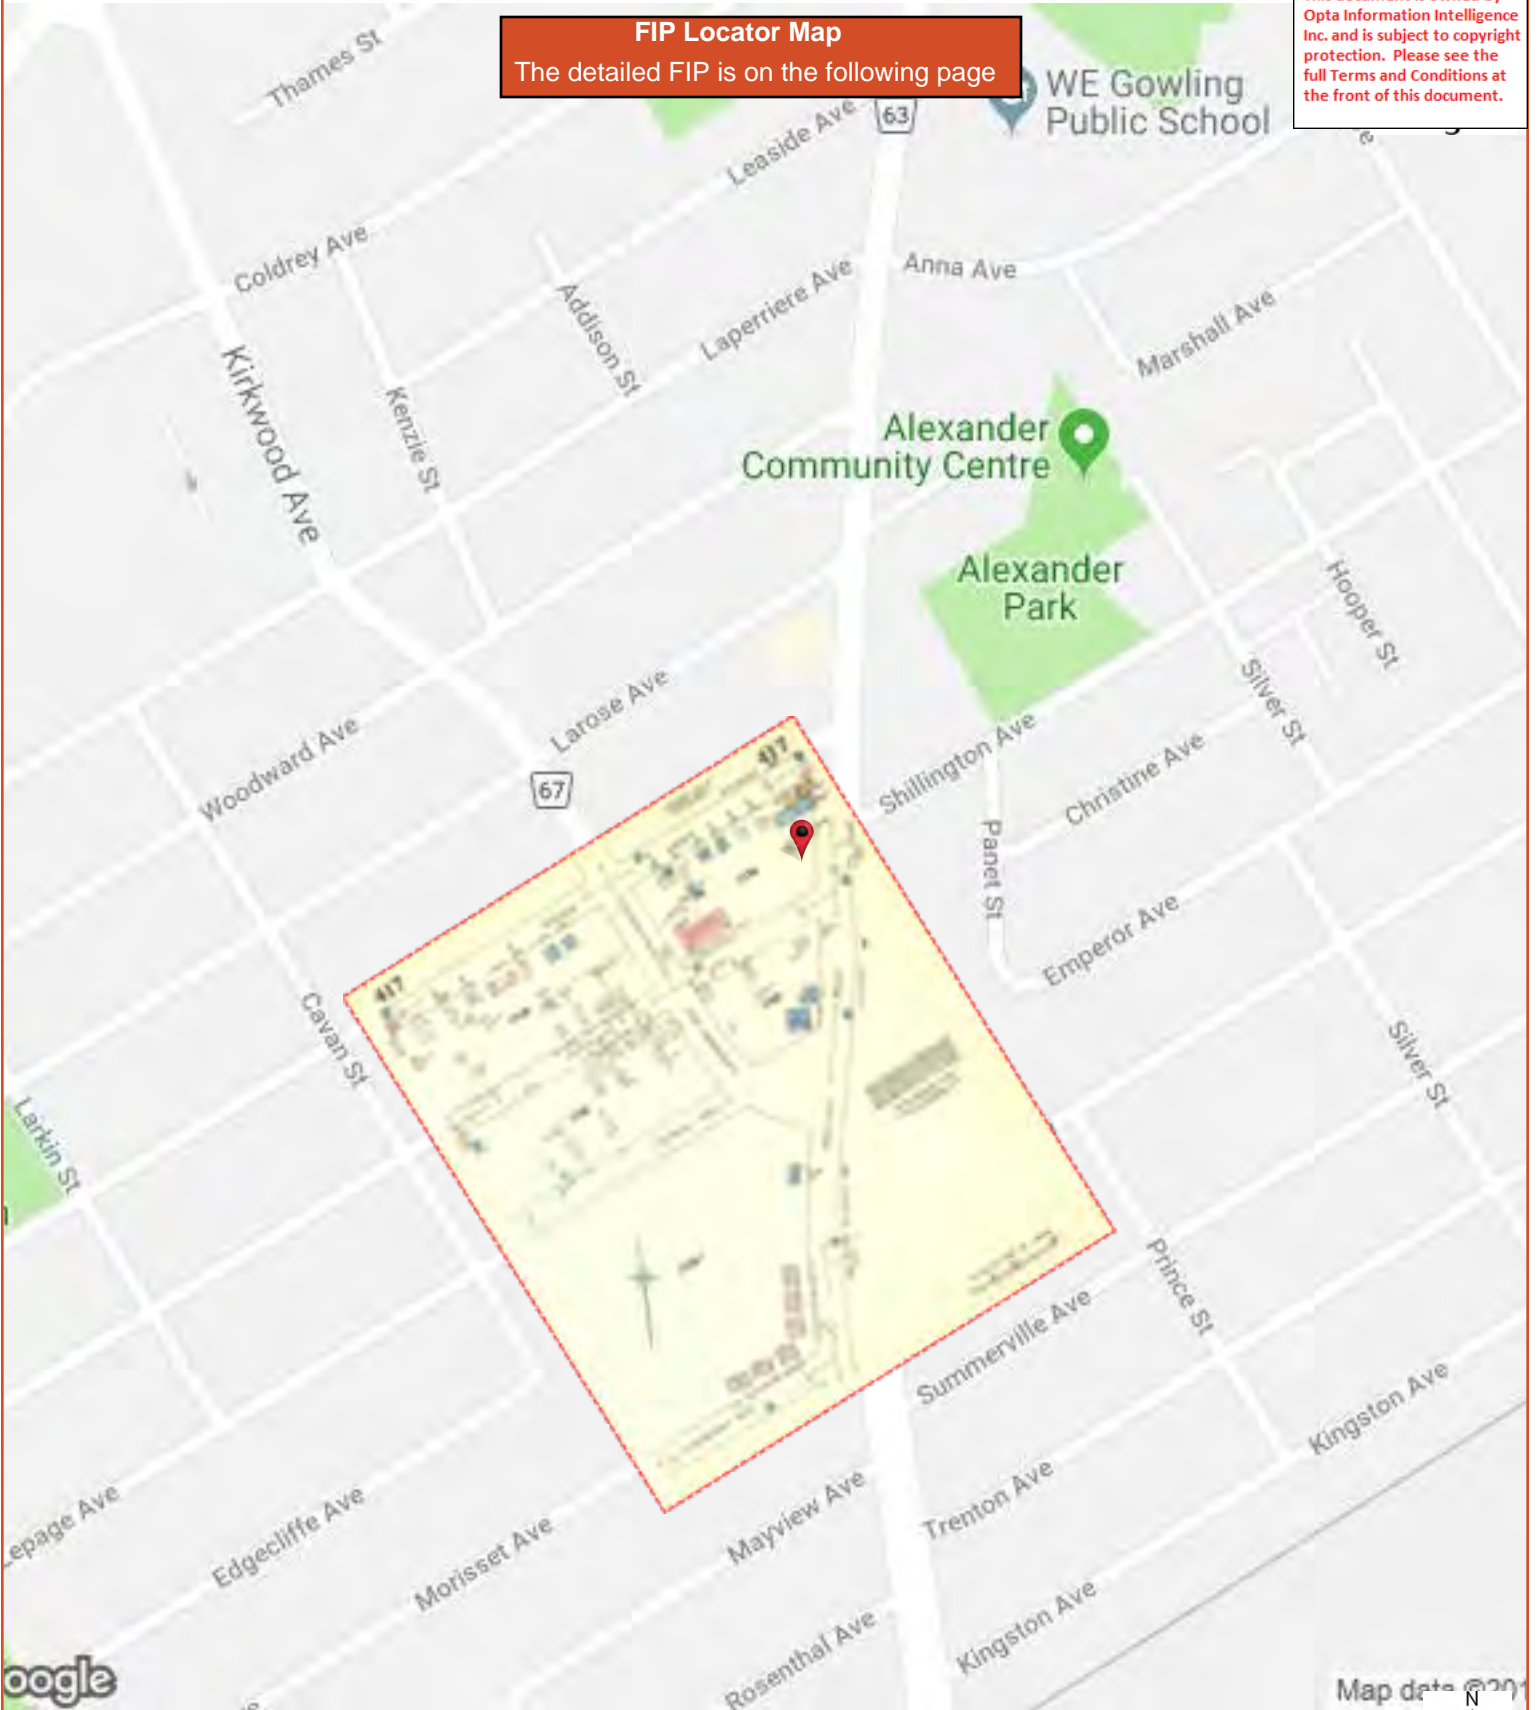 FIP Locator Map
The detailed FIP is on the following page
Opta Information Intelligence
Inc. and is subject to copyright
protection. Please see the
full Terms and Conditions at
the front of this document.
Thames St
Leaside Ave
63
WE Gowling
Public School
Coldrey Ave
Addison St
Laperriere Ave
Anna Ave
Marshall Ave
Kirkwood Ave
Kenzie St
Alexander
Community Centre
Alexander
Park
Hooper St
Silver St
Larose Ave
Woodward Ave
67
417
Shillington Ave
Christine Ave
Panet St
Emperor Ave
417
Cavan St
Silver St
Larkin St
Prince St
Summerville Ave
Kingston Ave
Lepage Ave
Edgecliffe Ave
Morisset Ave
Mayview Ave
Trenton Ave
Rosenthal Ave
Kingston Ave
oogle
Map data ©201
N